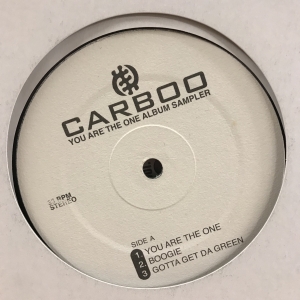 CARBOO
YOU ARE THE ONE ALBUM SAMPLER
RPM
STEREO
SIDE A
1 YOU ARE THE ONE
2 BOOGIE
3 GOTTA GET DA GREEN